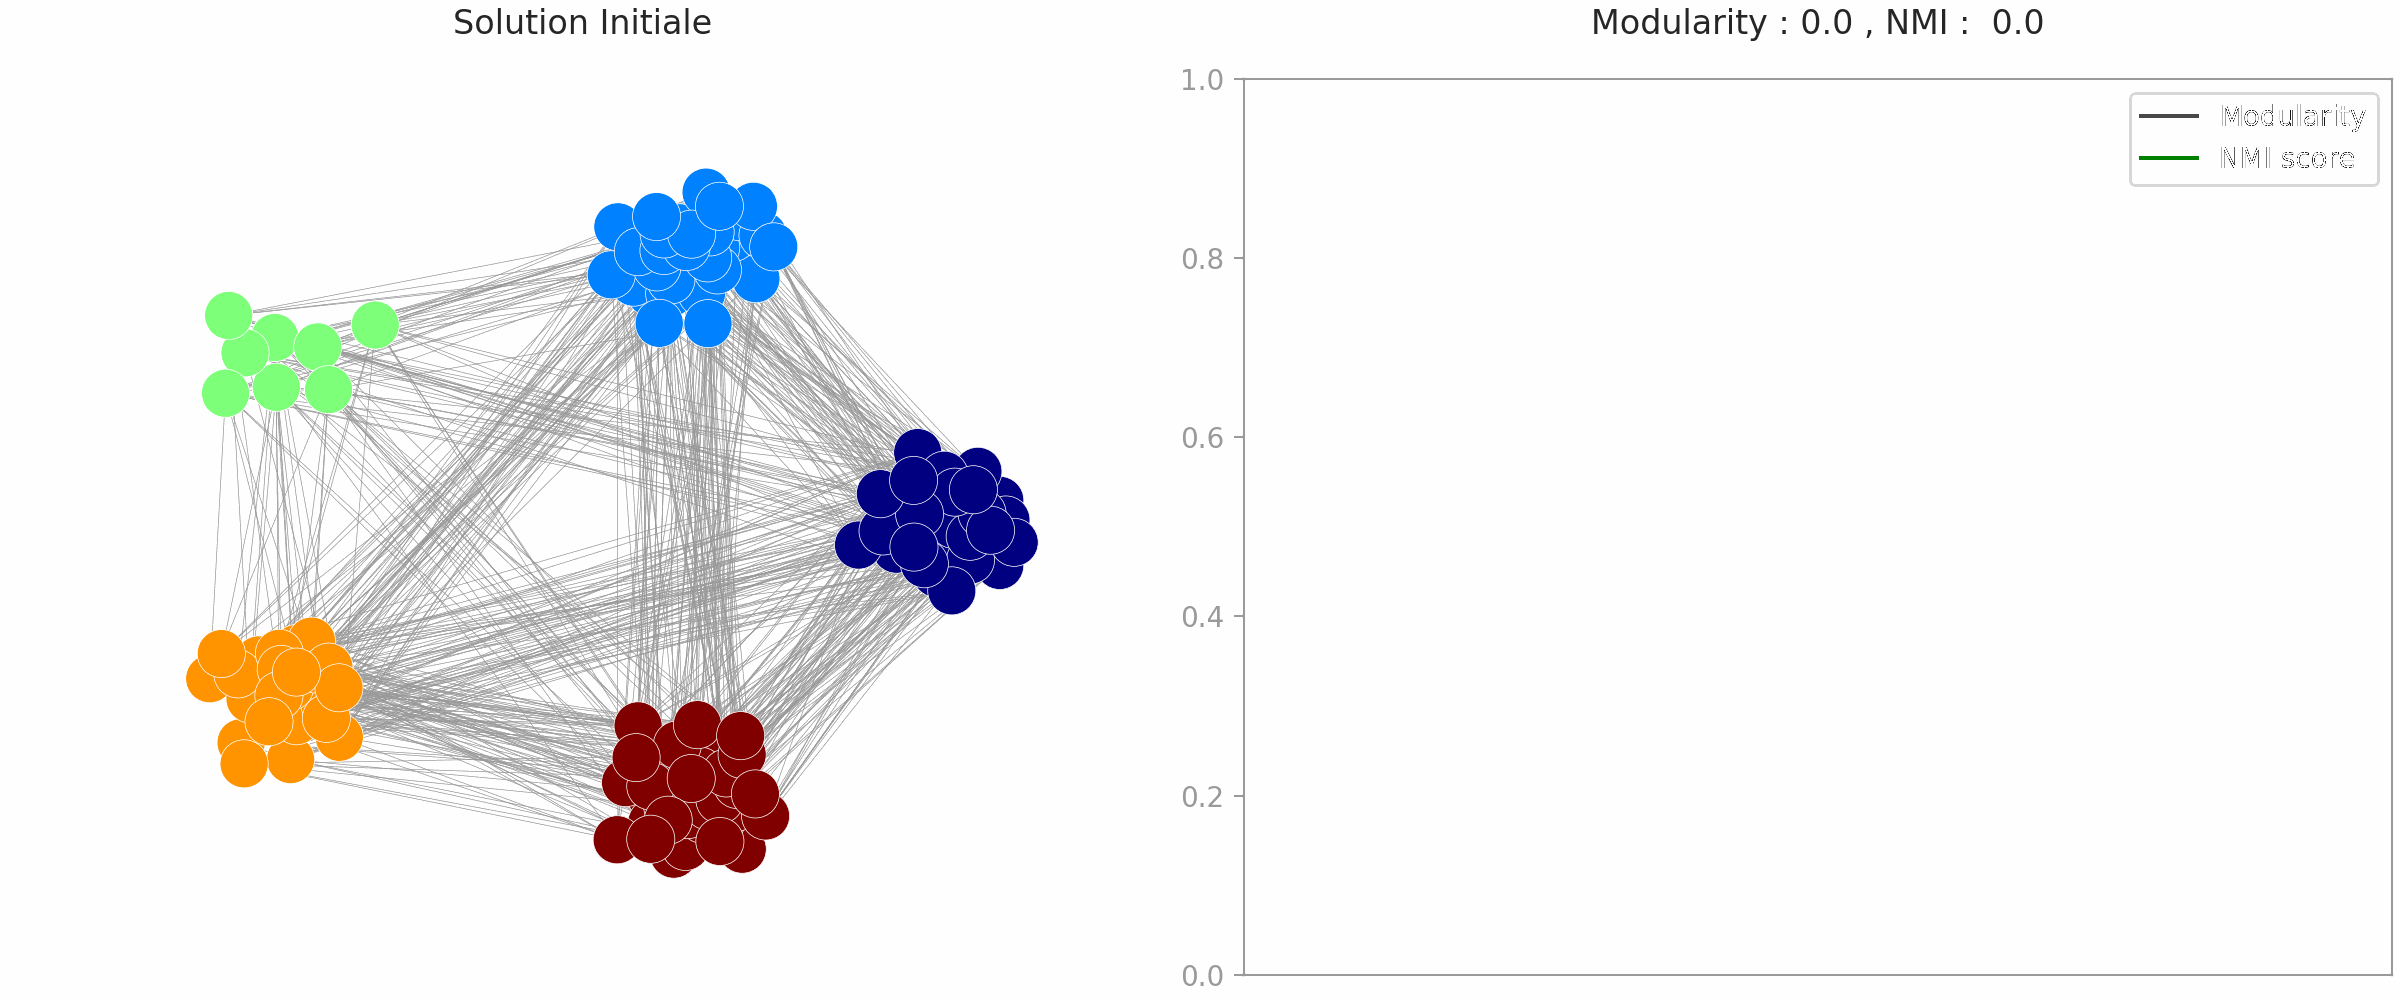 Solution Initiale
Modularity : 0.0 , NMI :  0.0
1.0
0.8
0.6
0.4
0.2
0.0
Modularity
NMI score